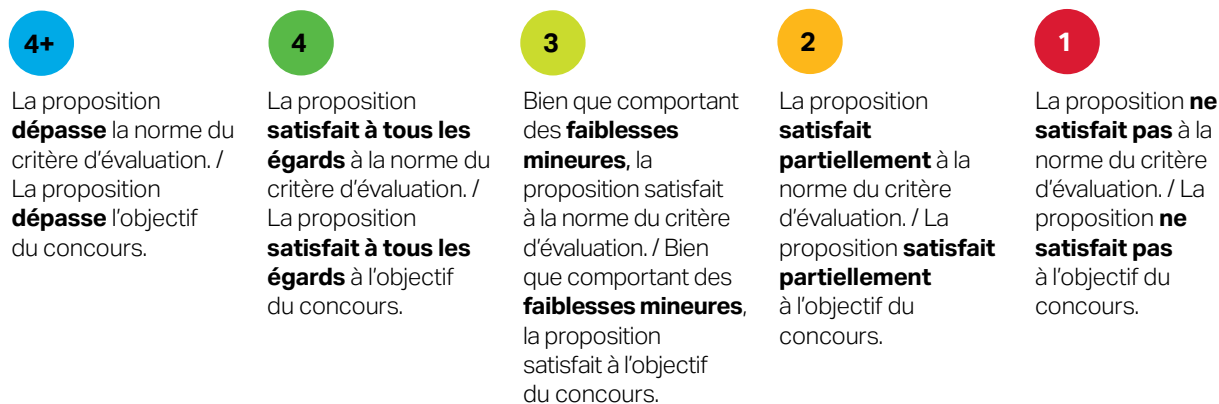 4+
La proposition
dépasse la norme du
critère d'évaluation. /
La proposition
dépasse l'objectif
du concours.
4
La proposition
satisfait à tous les
égards à la norme du
critère d'évaluation. /
La proposition
satisfait à tous les
égards à l'objectif
du concours.
3
Bien que comportant
des faiblesses
mineures, la
proposition satisfait
à la norme du critère
d'évaluation. / Bien
que comportant des
faiblesses mineures,
la proposition
satisfait à l'objectif
du concours.
2
La proposition
satisfait
partiellement à la
norme du critère
d'évaluation. / La
proposition satisfait
partiellement
à l'objectif du
concours.
1
La proposition ne
satisfait pas à la
norme du critère
d'évaluation. / La
proposition ne
satisfait pas
à l'objectif du
concours.